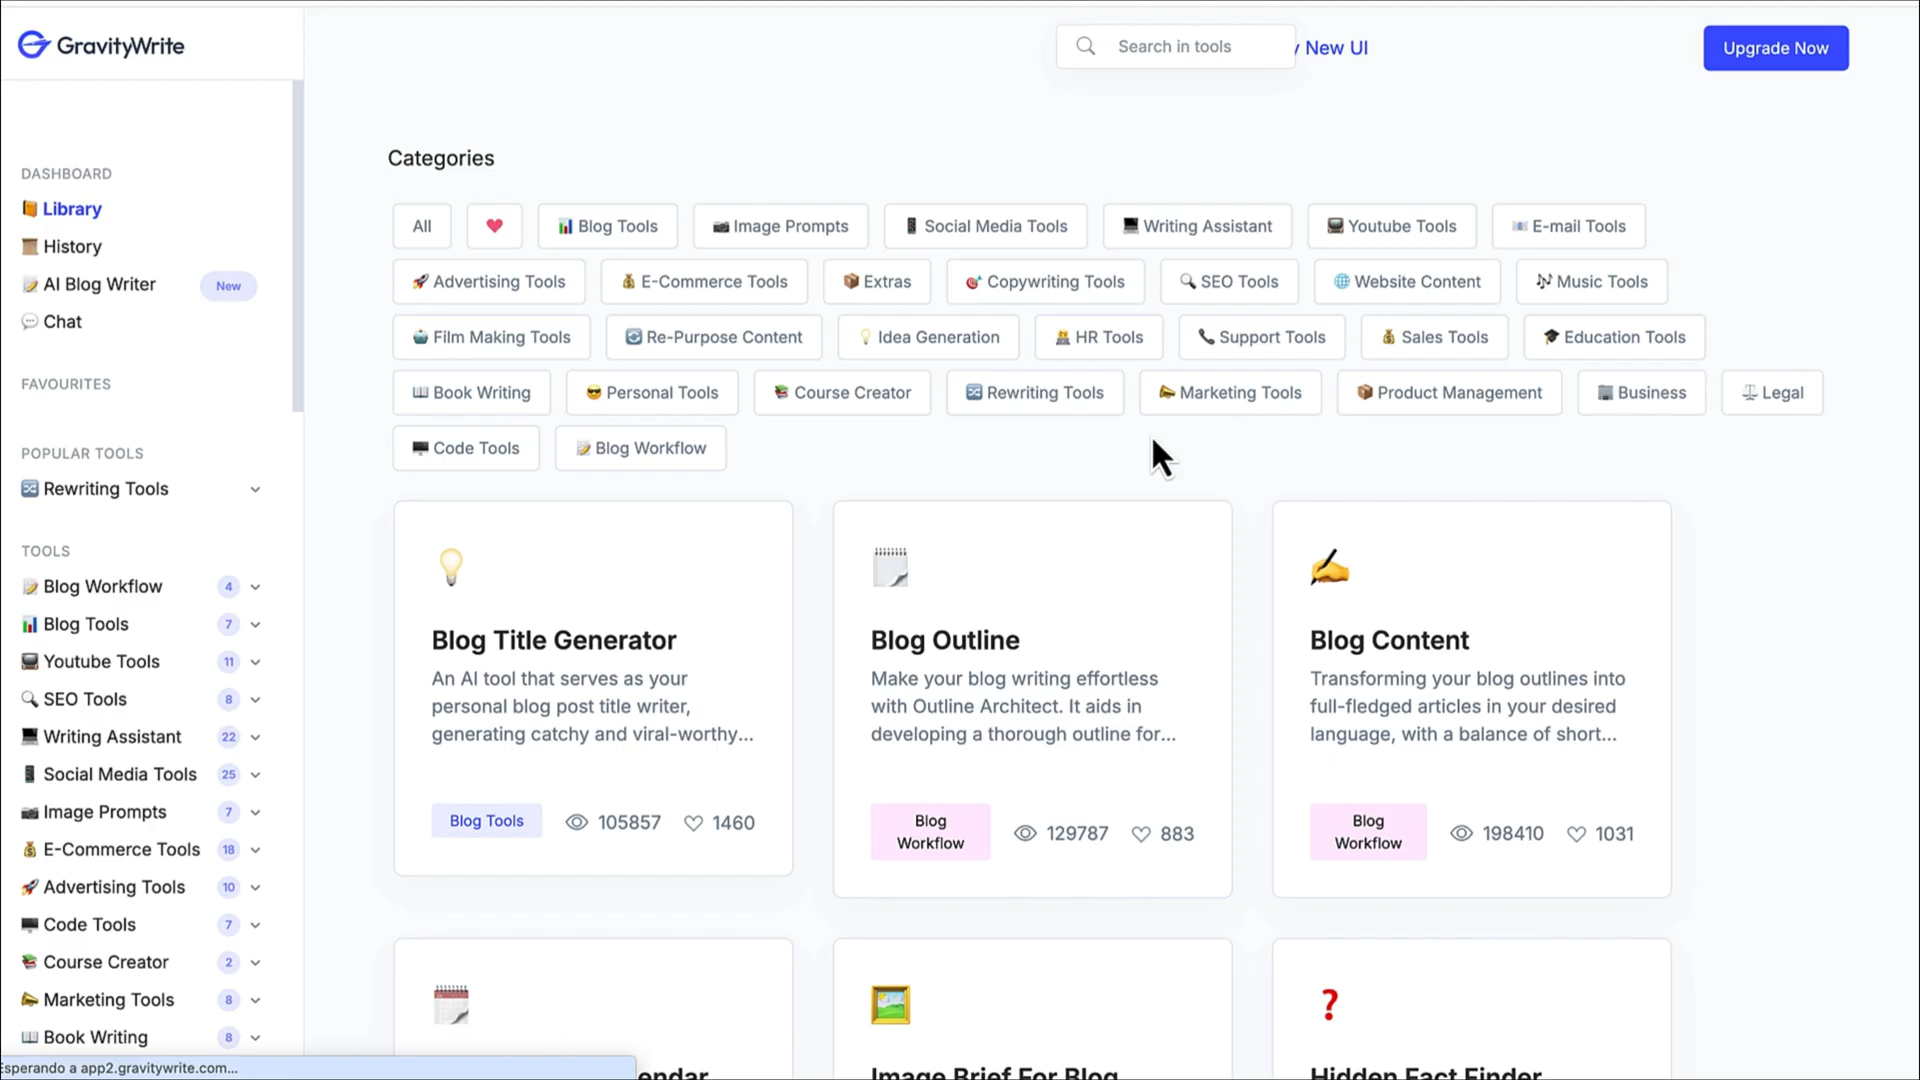 GravityWrite
Search in tools
y New UI
Upgrade Now
DASHBOARD
Library
History
AI Blog Writer New
Chat
FAVOURITES
POPULAR TOOLS
Rewriting Tools
TOOLS
Blog Workflow 4
Blog Tools 7
Youtube Tools 11
SEO Tools 8
Writing Assistant 22
Social Media Tools 25
Image Prompts 7
E-Commerce Tools 18
Advertising Tools 10
Code Tools 7
Course Creator 2
Marketing Tools 8
Book Writing 8
Categories
All Blog Tools Image Prompts Social Media Tools Writing Assistant Youtube Tools E-mail Tools
Advertising Tools E-Commerce Tools Extras Copywriting Tools SEO Tools Website Content Music Tools
Film Making Tools Re-Purpose Content Idea Generation HR Tools Support Tools Sales Tools Education Tools
Book Writing Personal Tools Course Creator Rewriting Tools Marketing Tools Product Management Business Legal
Code Tools Blog Workflow
Blog Title Generator
An AI tool that serves as your
personal blog post title writer,
generating catchy and viral-worthy...
Blog Tools 105857 1460
Blog Outline
Make your blog writing effortless
with Outline Architect. It aids in
developing a thorough outline for...
Blog
Workflow
129787 883
Blog Content
Transforming your blog outlines into
full-fledged articles in your desired
language, with a balance of short...
Blog
Workflow
198410 1031
endar
Image Brief For Blog
Hidden Fact Finder
Esperando a app2.gravitywrite.com...